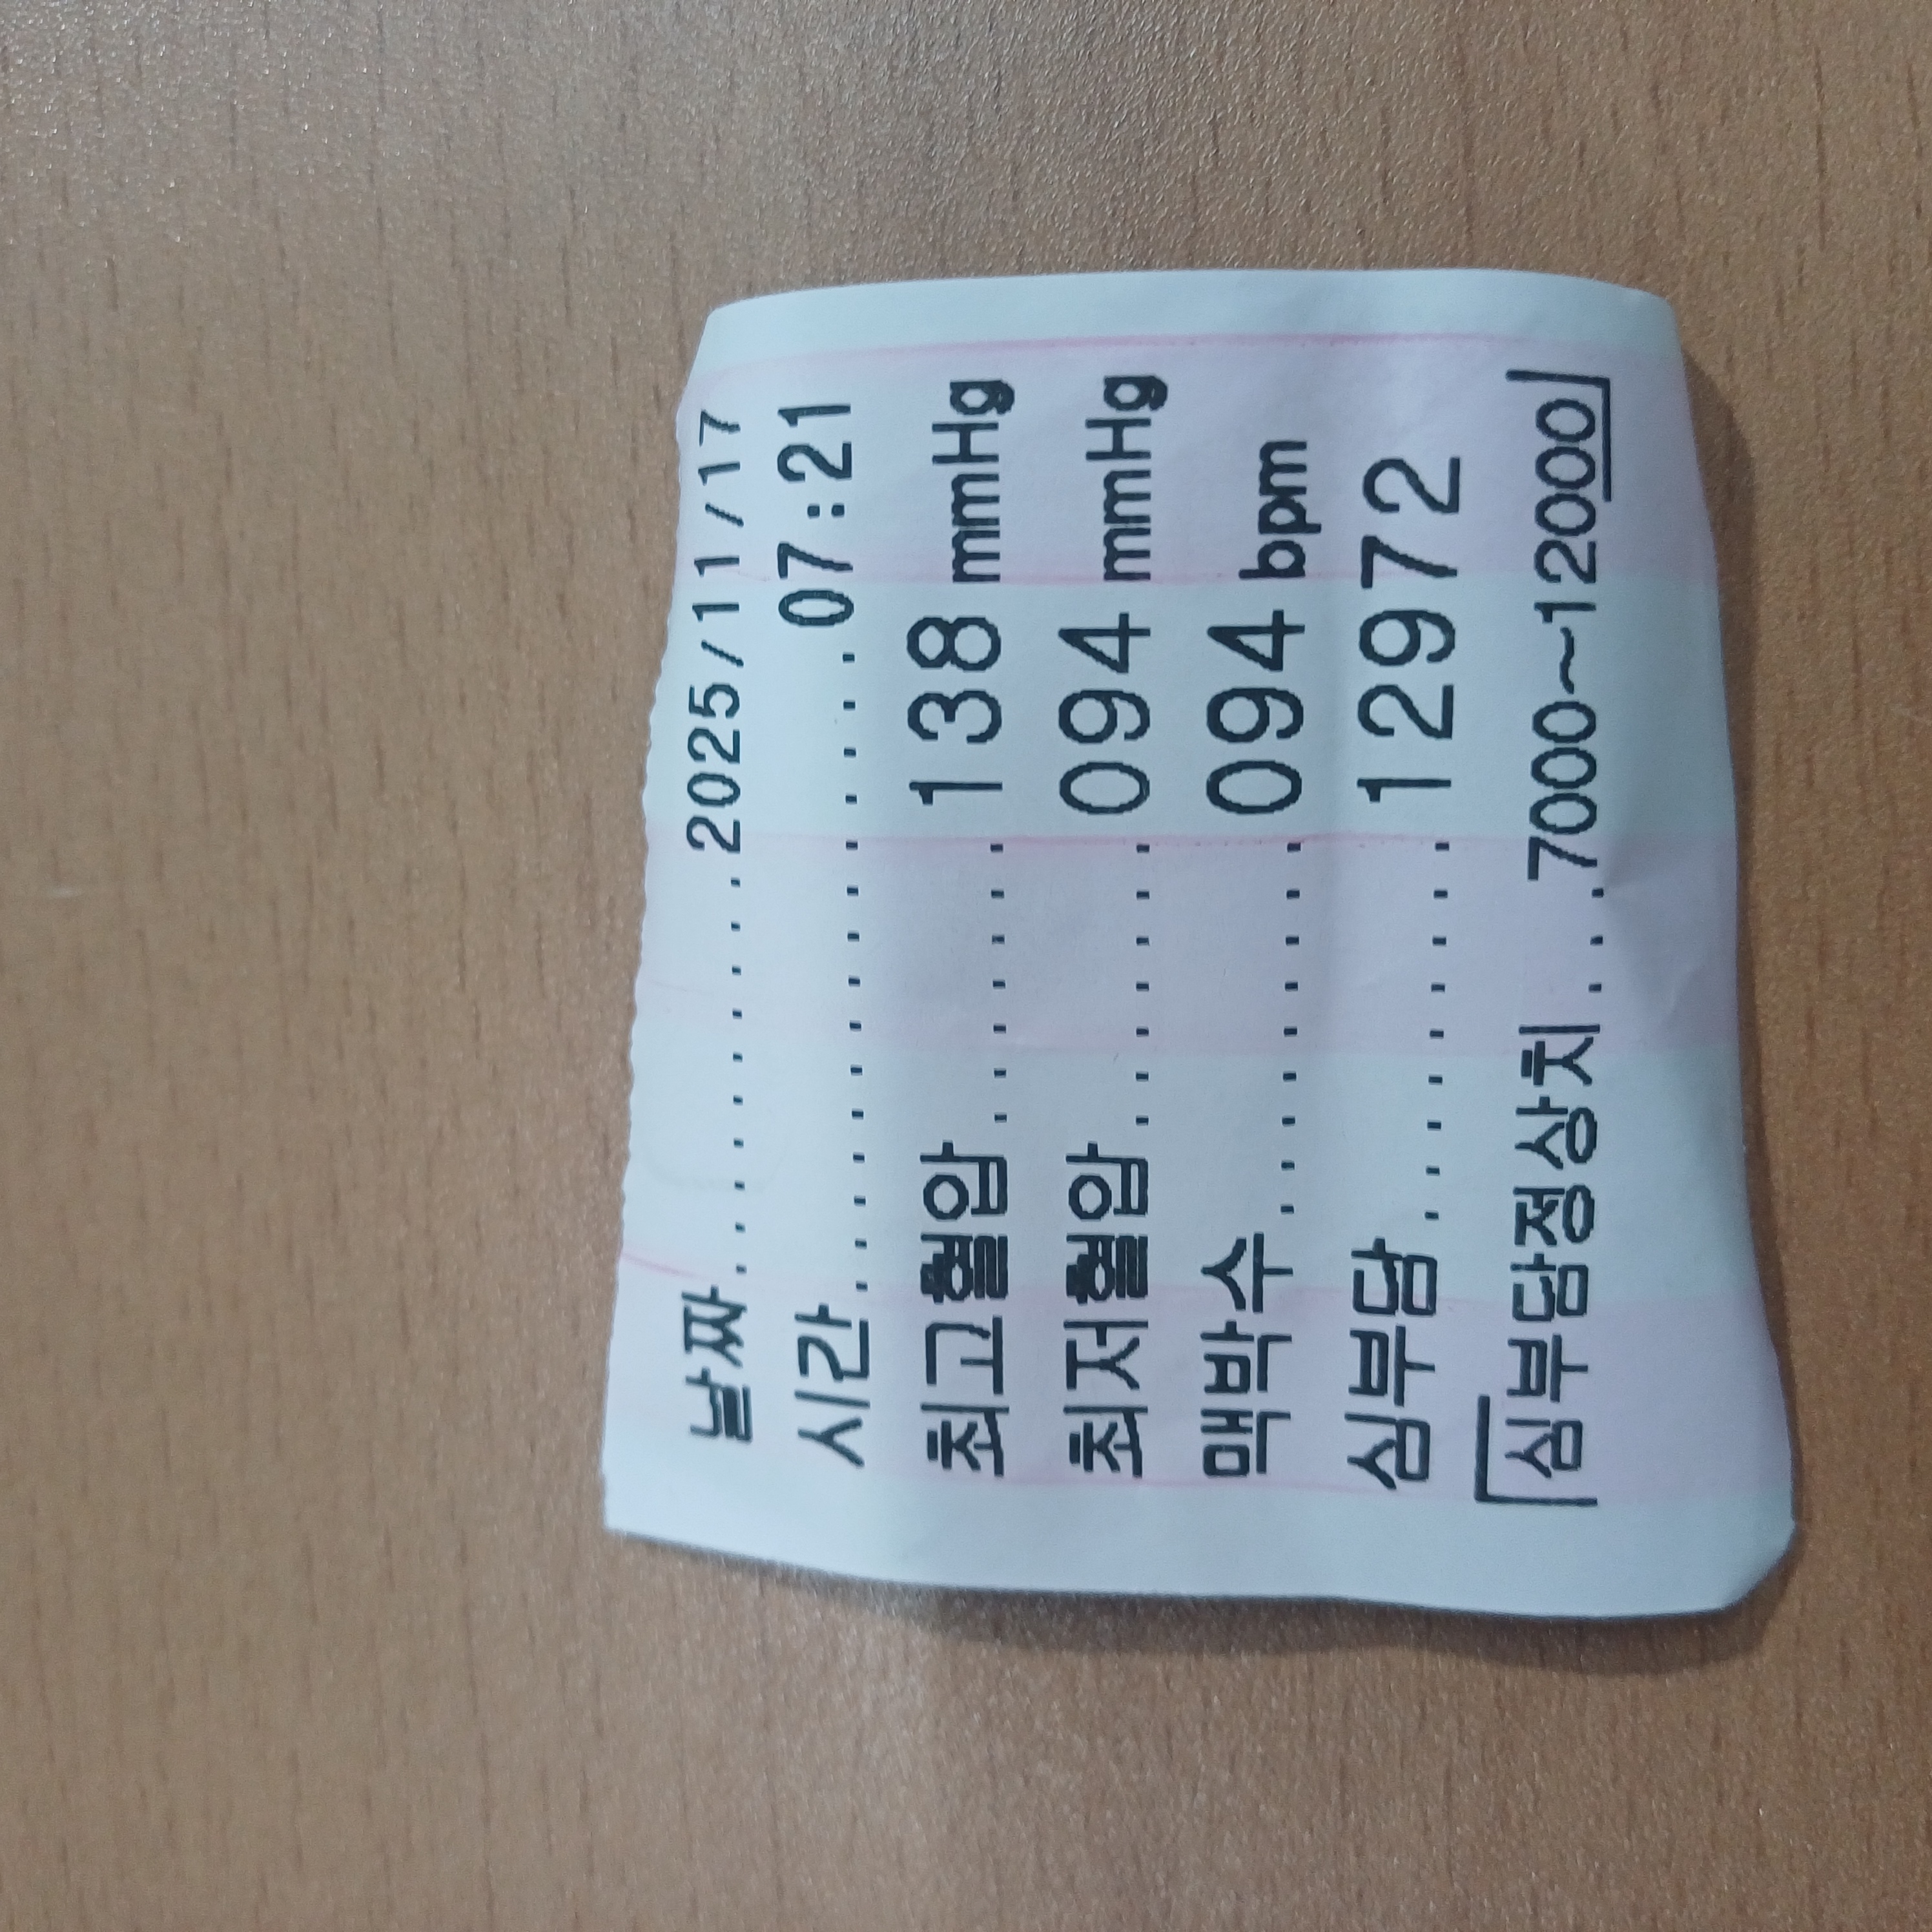 날짜............2025/11/17
시간..............07:21
최고혈압.......138 mmHg
최저혈압.......094 mmHg
맥박수.........094 bpm
심부담.........12972
「심부담정상치...7000~12000」